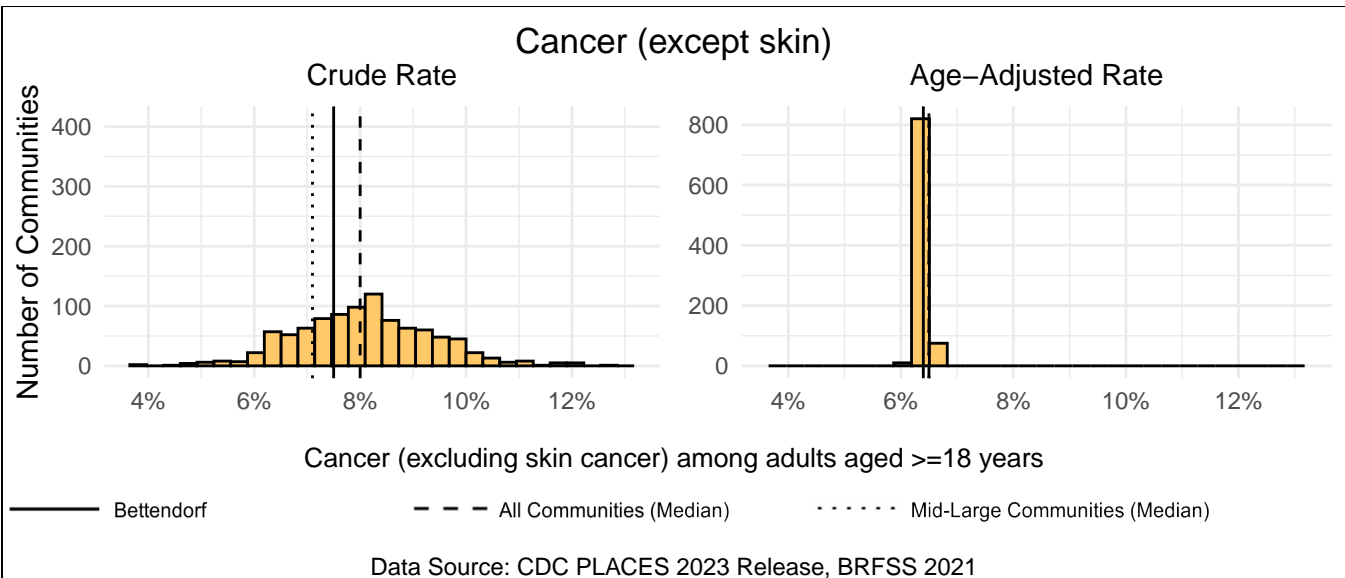 Cancer (except skin)
Crude Rate
Age−Adjusted Rate
Number of Communities
400
300
200
100
0
4%
6%
8%
10%
12%
800
600
400
200
0
4%
6%
8%
10%
12%
Cancer (excluding skin cancer) among adults aged >=18 years
Bettendorf
All Communities (Median)
Mid-Large Communities (Median)
Data Source: CDC PLACES 2023 Release, BRFSS 2021